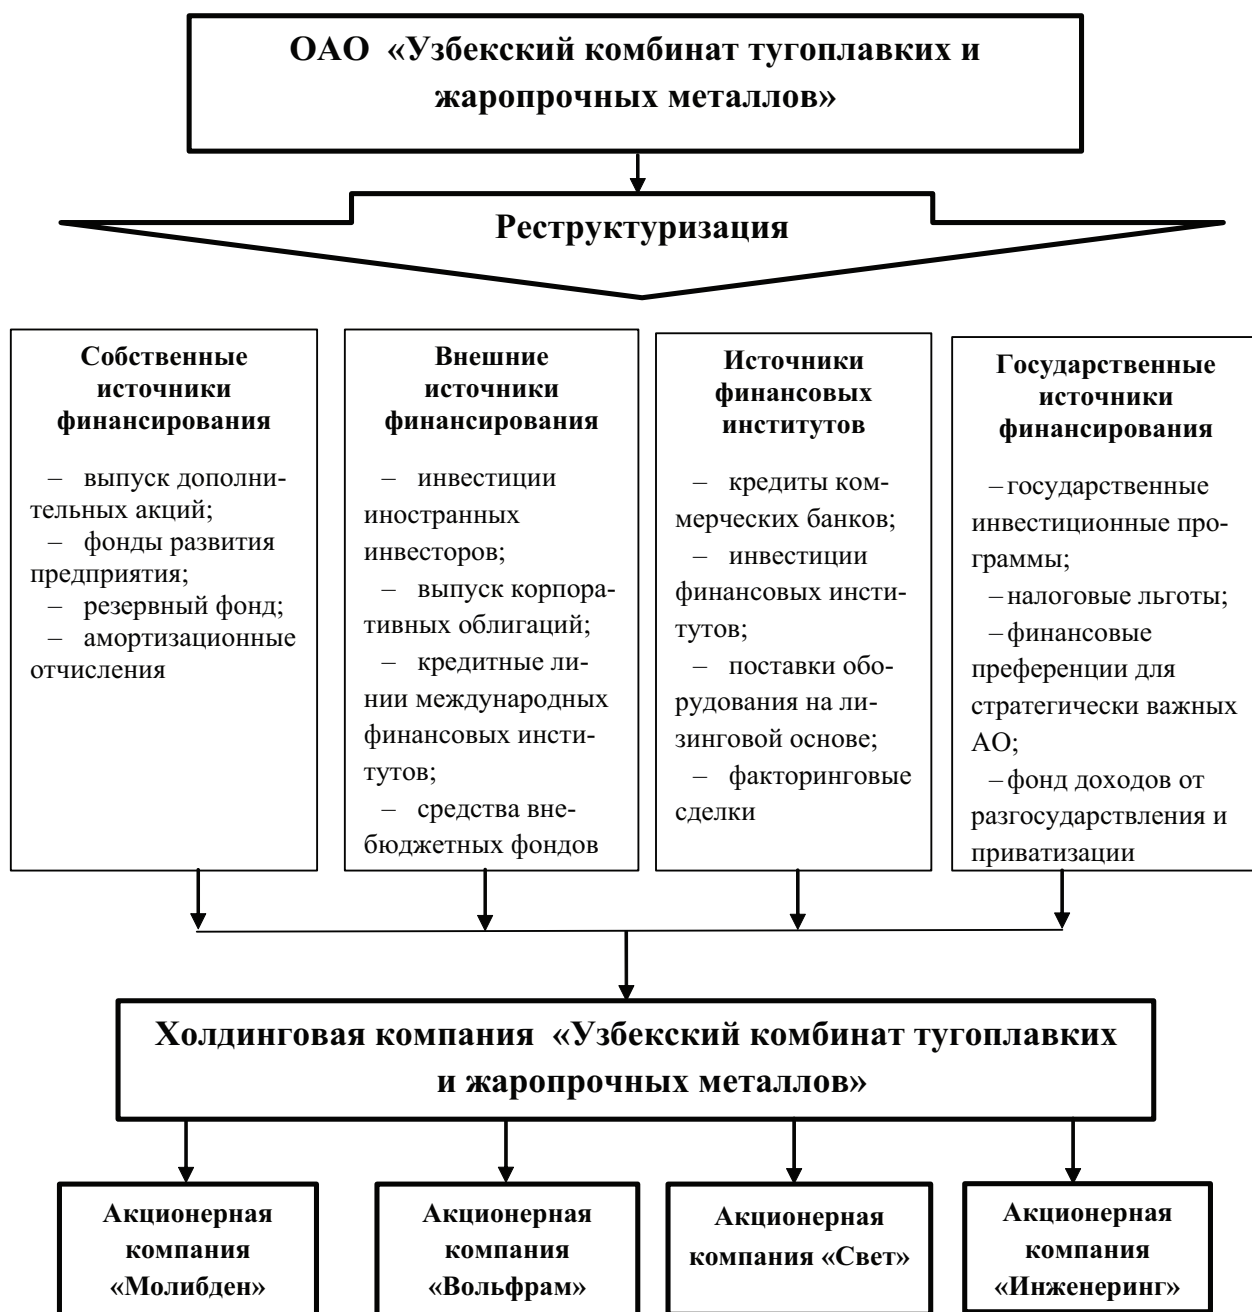 ОАО «Узбекский комбинат тугоплавких и
жаропрочных металлов»
Реструктуризация
Собственные
источники
финансирования
– выпуск дополни-
тельных акций;
– фонды развития
предприятия;
– резервный фонд;
– амортизационные
отчисления
Внешние
источники
финансирования
– инвестиции
иностранных
инвесторов;
– выпуск корпора-
тивных облигаций;
– кредитные ли-
нии международных
финансовых инсти-
тутов;
– средства вне-
бюджетных фондов
Источники
финансовых
институтов
– кредиты ком-
мерческих банков;
– инвестиции
финансовых инсти-
тутов;
– поставки обо-
рудования на ли-
зинговой основе;
– факторинговые
сделки
Государственные
источники
финансирования
– государственные
инвестиционные про-
граммы;
– налоговые льготы;
– финансовые
преференции для
стратегически важных
АО;
– фонд доходов от
разгосударствления и
приватизации
Холдинговая компания «Узбекский комбинат тугоплавких
и жаропрочных металлов»
Акционерная
компания
«Молибден»
Акционерная
компания
«Вольфрам»
Акционерная
компания «Свет»
Акционерная
компания
«Инженеринг»